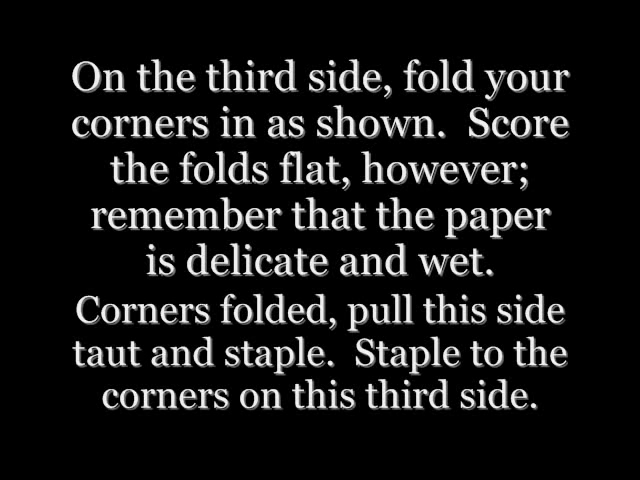 On the third side, fold your
corners in as shown.  Score
the folds flat, however;
remember that the paper
is delicate and wet.
Corners folded, pull this side
taut and staple.  Staple to the
corners on this third side.